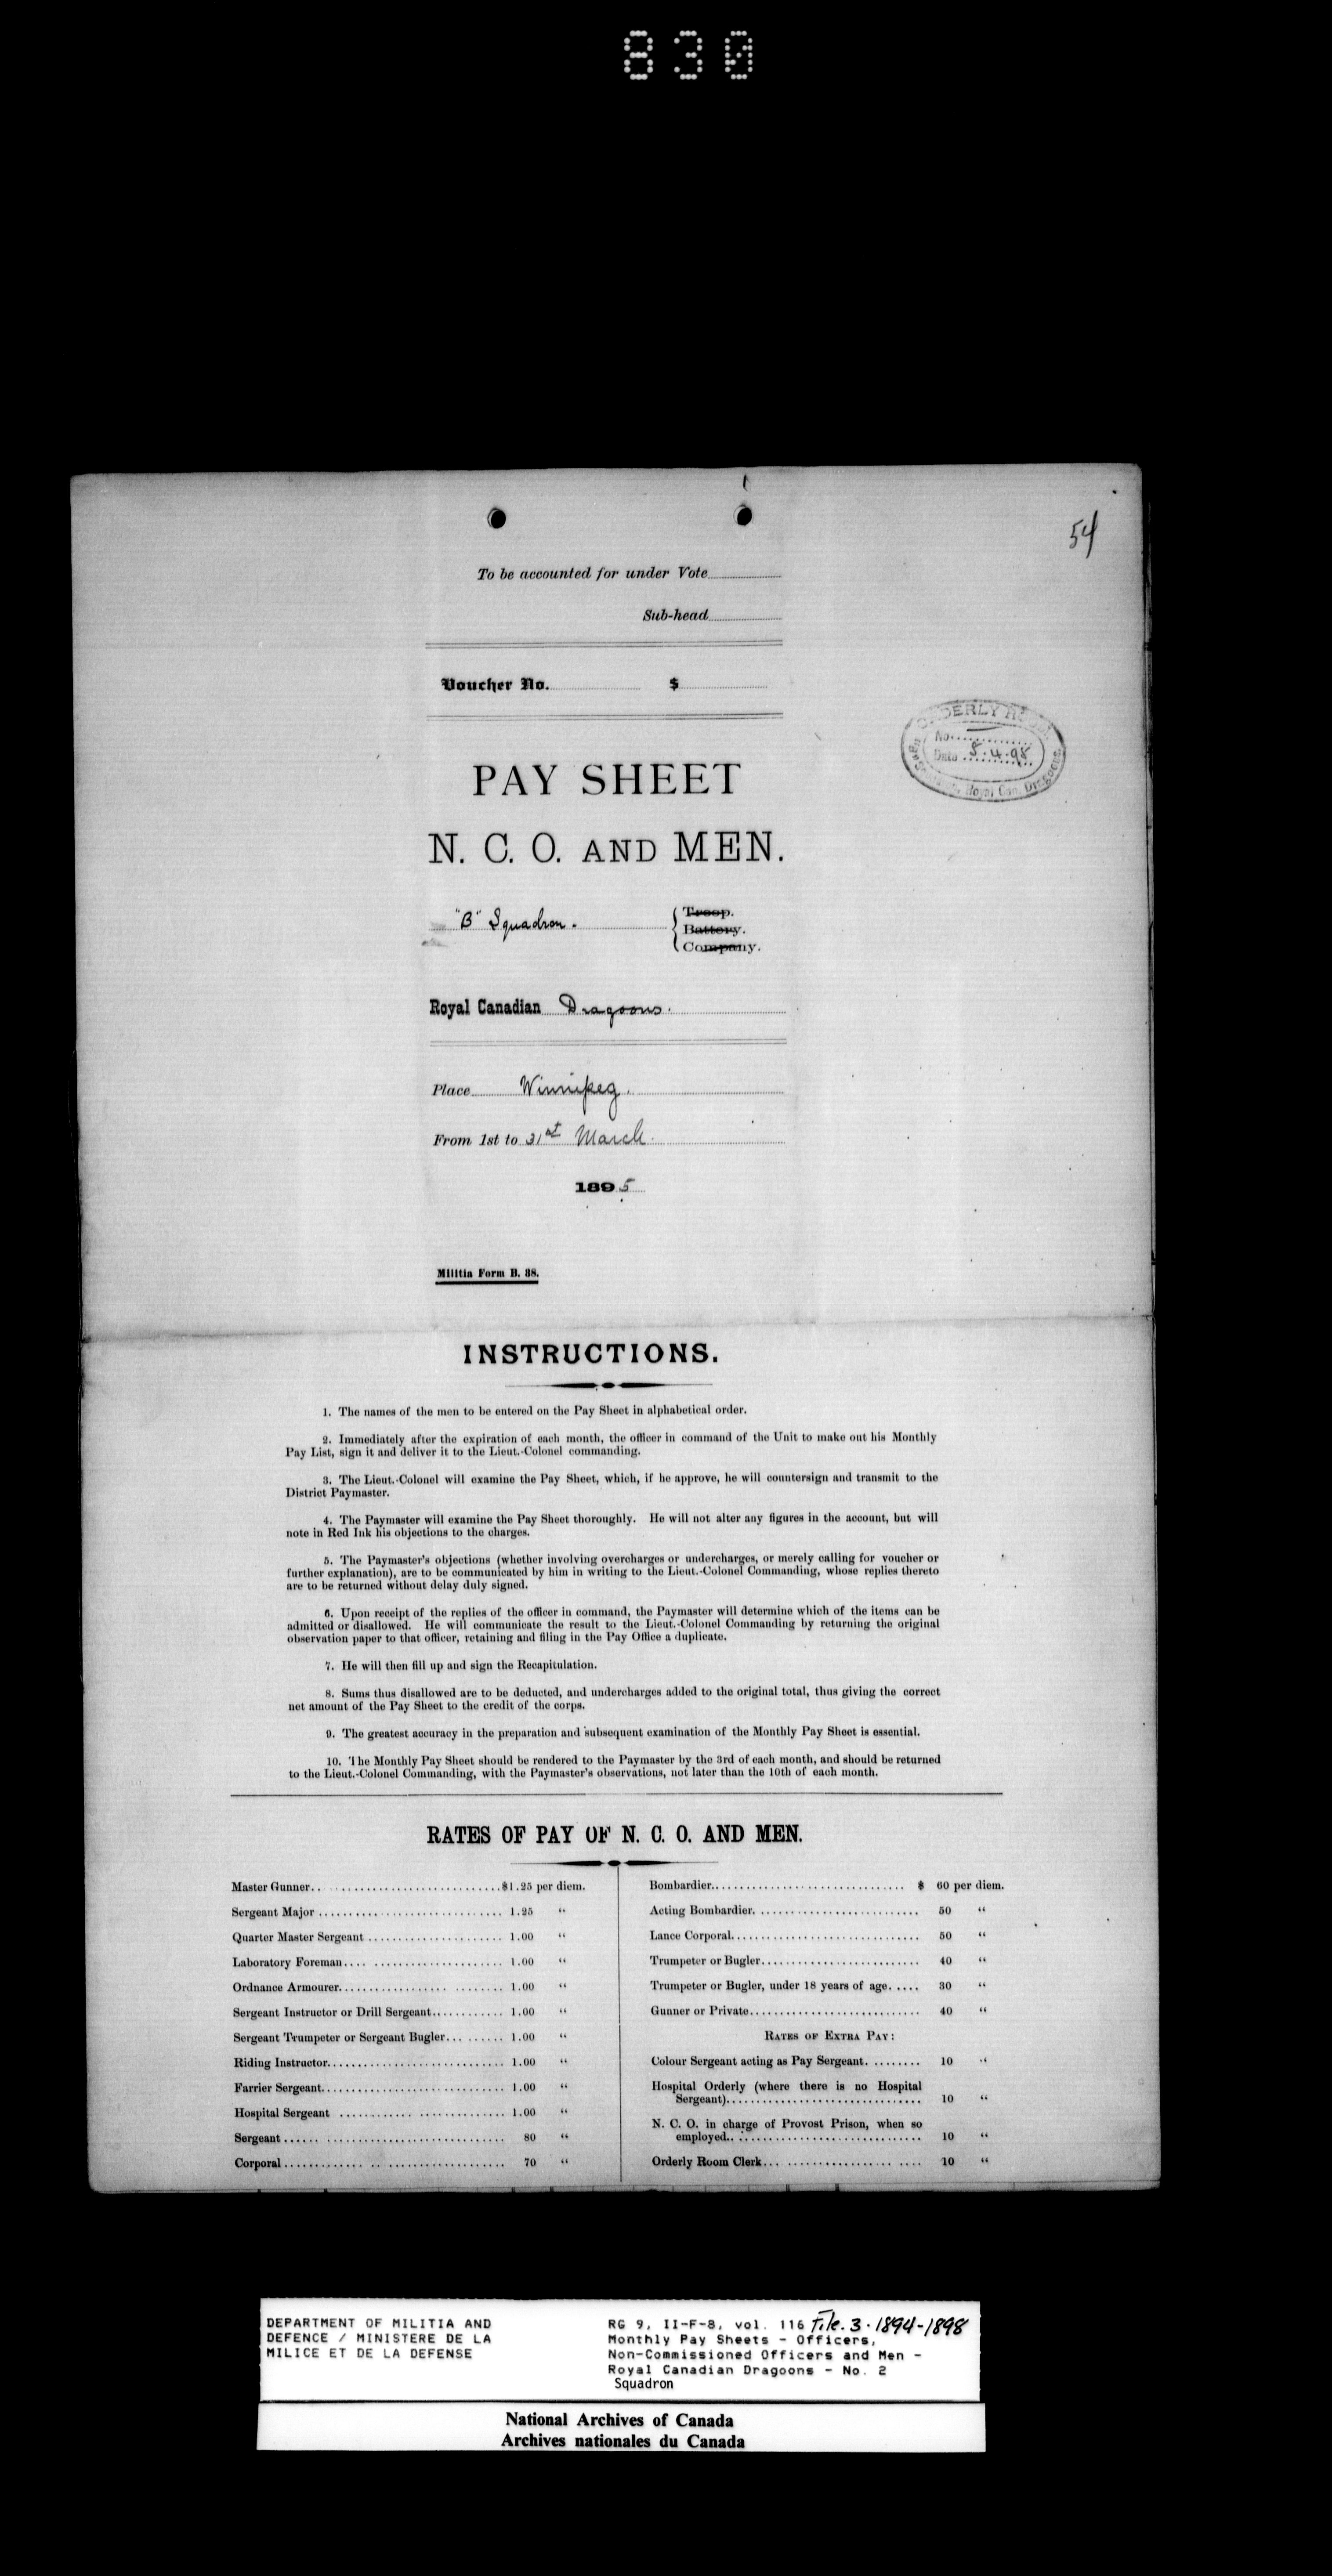 830
54
To be accounted for under Vote
Sub-head
Voucher No. $
ORDERLY ROOM.
No.
Date 5.4.95
Royal Can. Dragoons
PAY SHEET
N. C. O. AND MEN.
"B" Squadron. Troop.
Battery.
Company.
Royal Canadian Dragoons.
Place Winnipeg.
From 1st to 31st March.
1895
Militia Form B. 38.
INSTRUCTIONS.
1. The names of the men to be entered on the Pay Sheet in alphabetical order.
2. Immediately after the expiration of each month, the officer in command of the Unit to make out his Monthly
Pay List, sign it and deliver it to the Lieut.-Colonel commanding.
3. The Lieut.-Colonel will examine the Pay Sheet, which, if he approve, he will countersign and transmit to the
District Paymaster.
4. The Paymaster will examine the Pay Sheet thoroughly. He will not alter any figures in the account, but will
note in Red Ink his objections to the charges.
5. The Paymaster's objections (whether involving overcharges or undercharges, or merely calling for voucher or
further explanation), are to be communicated by him in writing to the Lieut.-Colonel Commanding, whose replies thereto
are to be returned without delay duly signed.
6. Upon receipt of the replies of the officer in command, the Paymaster will determine which of the items can be
admitted or disallowed. He will communicate the result to the Lieut.-Colonel Commanding by returning the original
observation paper to that officer, retaining and filing in the Pay Office a duplicate.
7. He will then fill up and sign the Recapitulation.
8. Sums thus disallowed are to be deducted, and undercharges added to the original total, thus giving the correct
net amount of the Pay Sheet to the credit of the corps.
9. The greatest accuracy in the preparation and subsequent examination of the Monthly Pay Sheet is essential.
10. The Monthly Pay Sheet should be rendered to the Paymaster by the 3rd of each month, and should be returned
to the Lieut.-Colonel Commanding, with the Paymaster's observations, not later than the 10th of each month.
RATES OF PAY OF N. C. O. AND MEN.
Master Gunner $1.25 per diem.
Sergeant Major 1.25 "
Quarter Master Sergeant 1.00 "
Laboratory Foreman 1.00 "
Ordnance Armourer 1.00 "
Sergeant Instructor or Drill Sergeant 1.00 "
Sergeant Trumpeter or Sergeant Bugler 1.00 "
Riding Instructor 1.00 "
Farrier Sergeant 1.00 "
Hospital Sergeant 1.00 "
Sergeant 80 "
Corporal 70 "
Bombardier $ 60 per diem.
Acting Bombardier 50 "
Lance Corporal 50 "
Trumpeter or Bugler 40 "
Trumpeter or Bugler, under 18 years of age 30 "
Gunner or Private 40 "
RATES OF EXTRA PAY:
Colour Sergeant acting as Pay Sergeant 10 "
Hospital Orderly (where there is no Hospital
Sergeant) 10 "
N. C. O. in charge of Provost Prison, when so
employed 10 "
Orderly Room Clerk 10 "
DEPARTMENT OF MILITIA AND
DEFENCE / MINISTERE DE LA
MILICE ET DE LA DEFENSE
RG 9, II-F-8, vol. 116 File. 3. 1894-1898
Monthly Pay Sheets - Officers,
Non-Commissioned Officers and Men -
Royal Canadian Dragoons - No. 2
Squadron
National Archives of Canada
Archives nationales du Canada